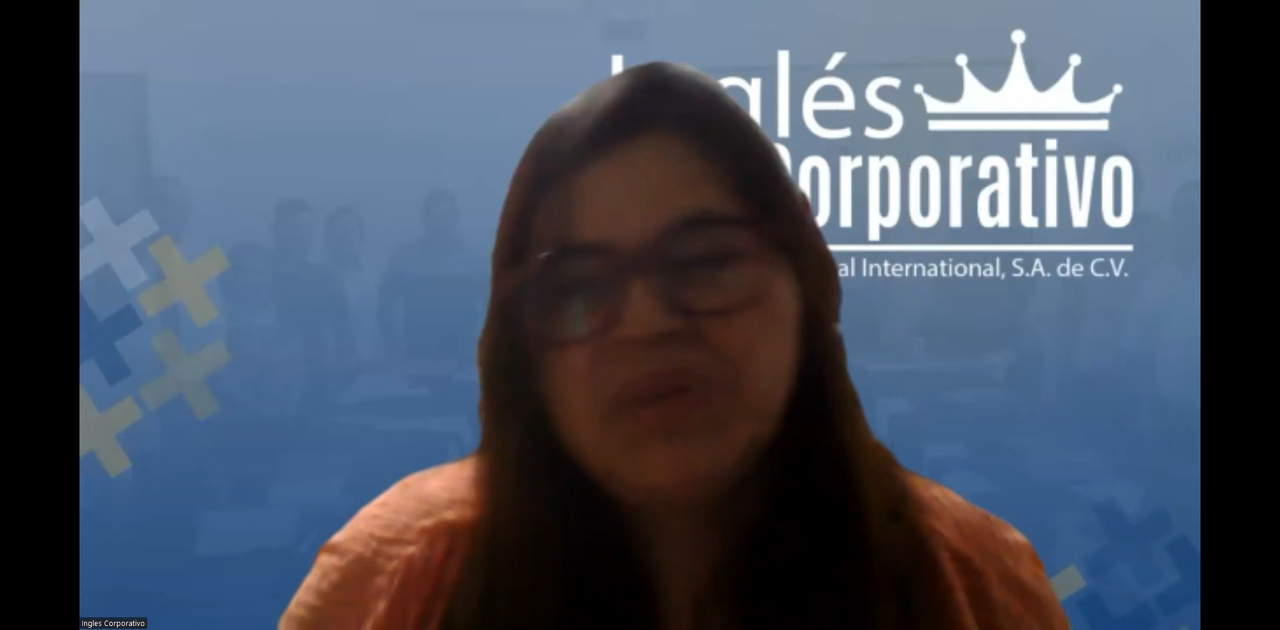 glés
orporativo
al International, S.A. de C.V.
Ingles Corporativo